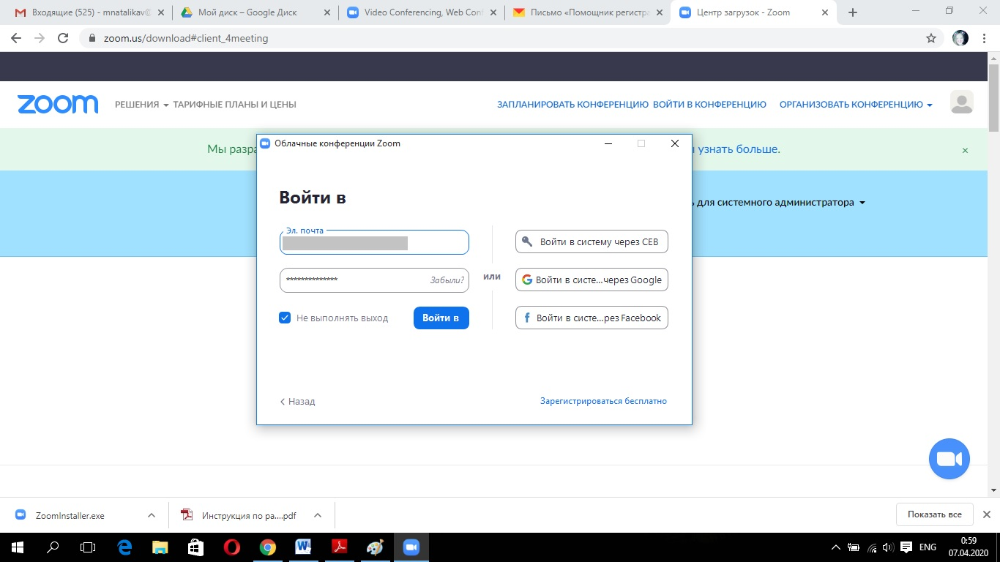 Входящие (525) - mnatalikav@
Мой диск – Google Диск
Video Conferencing, Web Conf
Письмо «Помощник регистра
Центр загрузок - Zoom
zoom.us/download#client_4meeting
zoom
РЕШЕНИЯ
ТАРИФНЫЕ ПЛАНЫ И ЦЕНЫ
ЗАПЛАНИРОВАТЬ КОНФЕРЕНЦИЮ
ВОЙТИ В КОНФЕРЕНЦИЮ
ОРГАНИЗОВАТЬ КОНФЕРЕНЦИЮ
Мы разра
узнать больше.
для системного администратора
Облачные конференции Zoom
Войти в
Эл. почта
**************
Забыли?
Не выполнять выход
Войти в
или
Войти в систему через СЕВ
Войти в систе...через Google
Войти в систе...рез Facebook
Назад
Зарегистрироваться бесплатно
ZoomInstaller.exe
Инструкция по ра....pdf
Показать все
ENG
0:59
07.04.2020